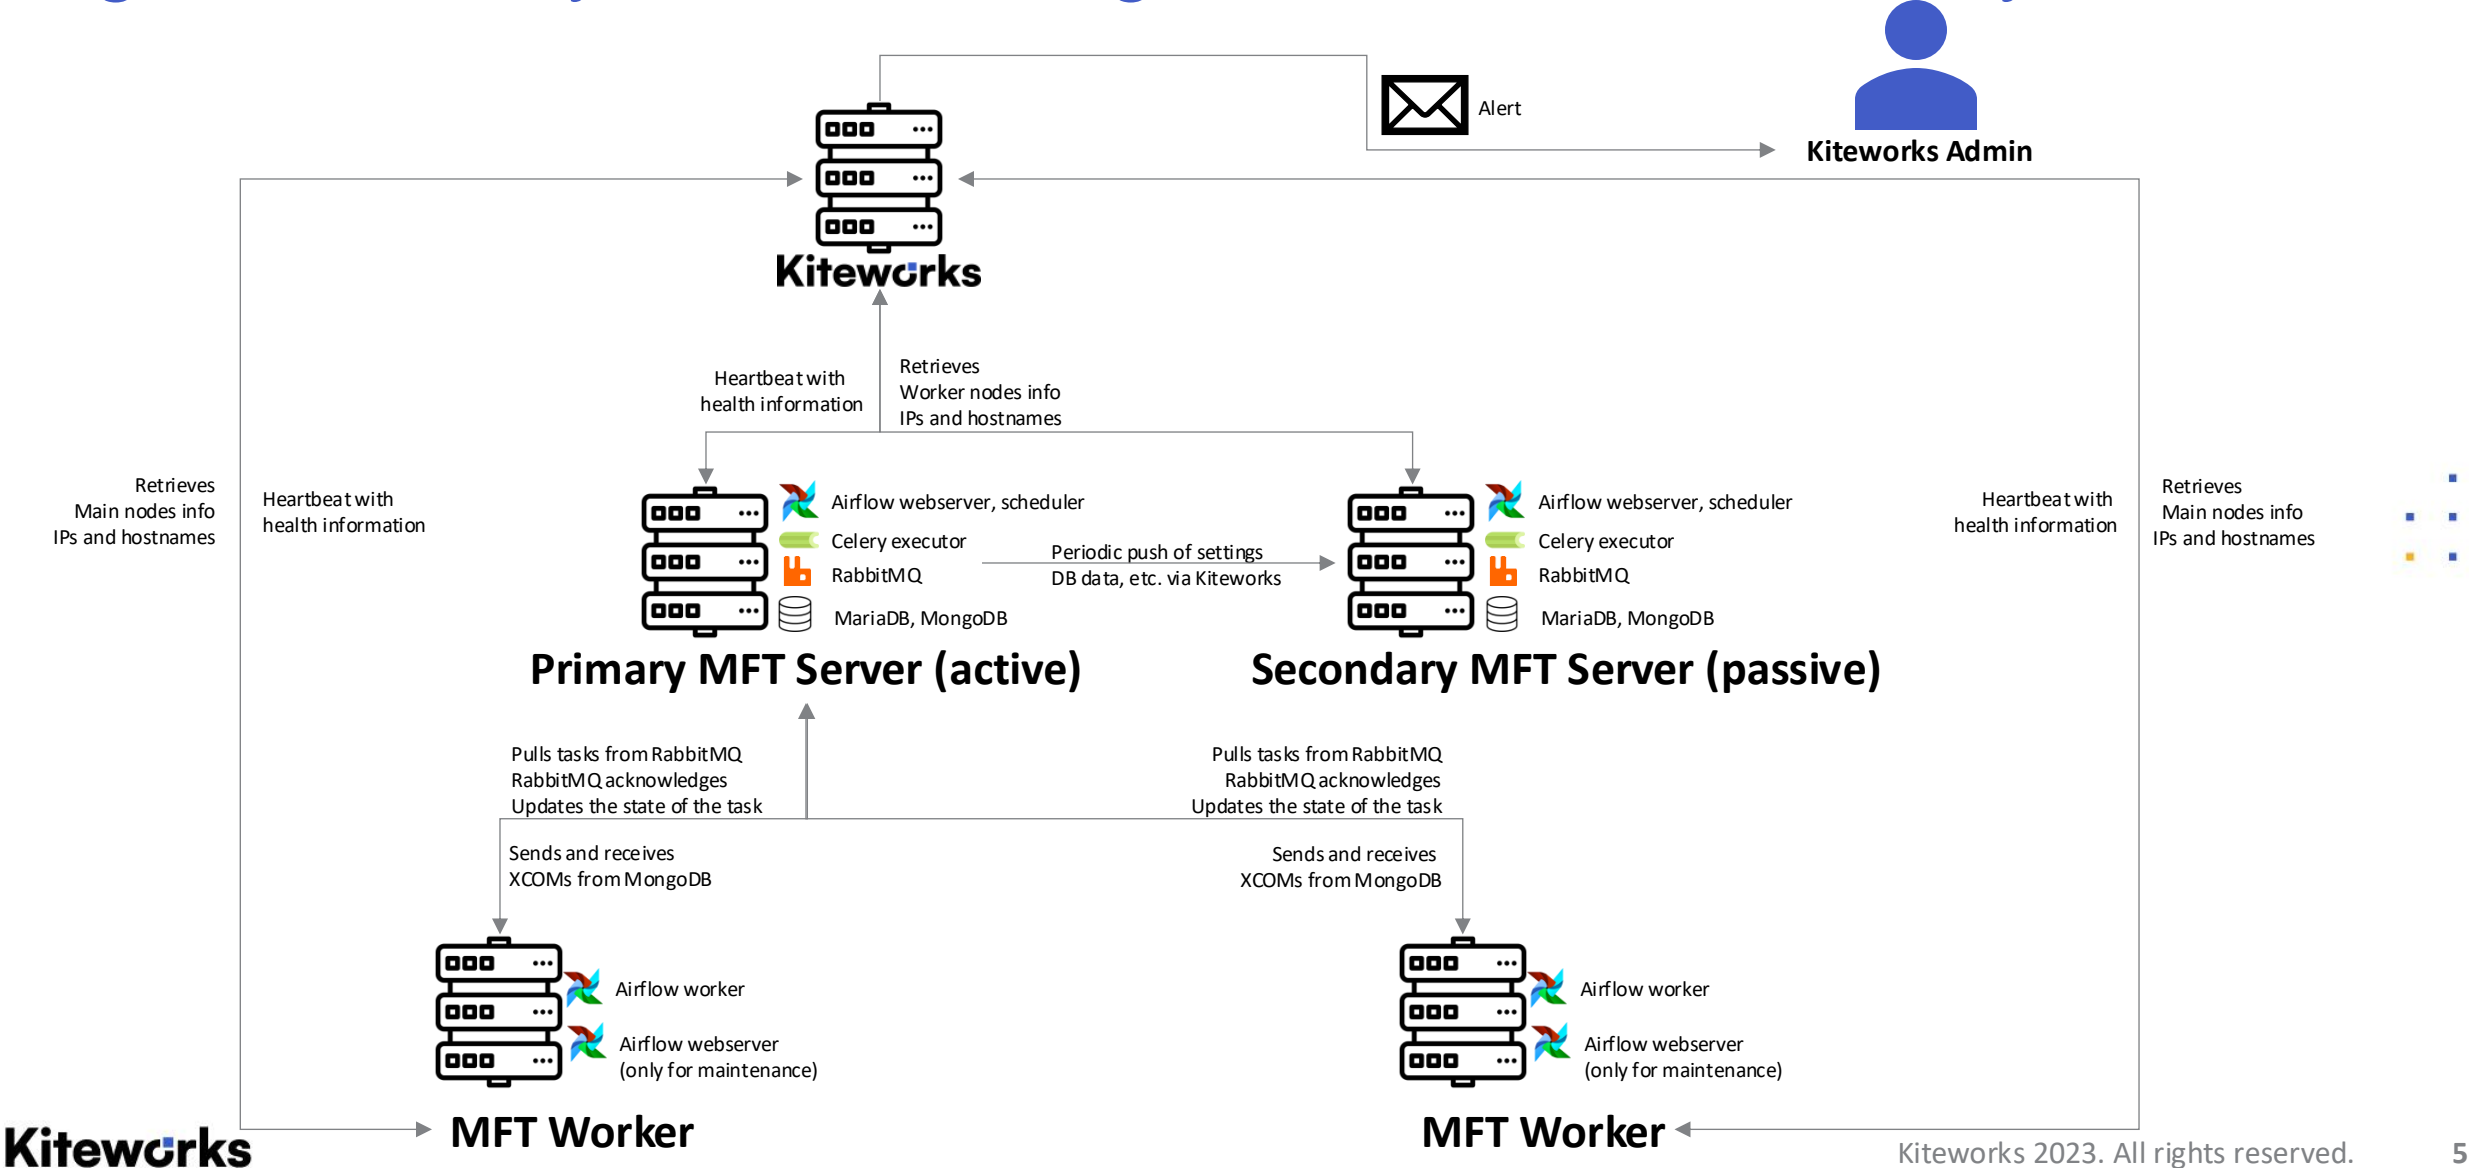 Alert
Kiteworks Admin
Kiteworks
Heartbeat with
health information
Retrieves
Worker nodes info
IPs and hostnames
Retrieves
Main nodes info
IPs and hostnames
Heartbeat with
health information
Airflow webserver, scheduler
Celery executor
RabbitMQ
MariaDB, MongoDB
Primary MFT Server (active)
Periodic push of settings
DB data, etc. via Kiteworks
Airflow webserver, scheduler
Celery executor
RabbitMQ
MariaDB, MongoDB
Secondary MFT Server (passive)
Heartbeat with
health information
Retrieves
Main nodes info
IPs and hostnames
Pulls tasks from RabbitMQ
RabbitMQ acknowledges
Updates the state of the task
Sends and receives
XCOMs from MongoDB
Pulls tasks from RabbitMQ
RabbitMQ acknowledges
Updates the state of the task
Sends and receives
XCOMs from MongoDB
Airflow worker
Airflow webserver
(only for maintenance)
MFT Worker
Airflow worker
Airflow webserver
(only for maintenance)
MFT Worker
Kiteworks
Kiteworks 2023. All rights reserved.
5